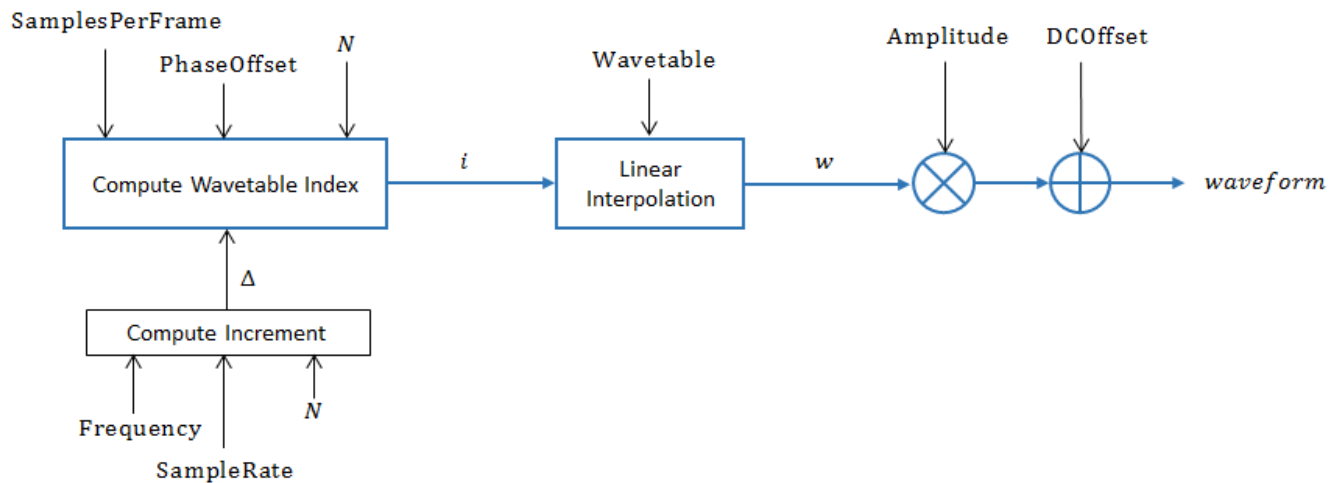 SamplesPerFrame
PhaseOffset
N
Wavetable
Amplitude
DCOffset
Compute Wavetable Index
i
Linear
Interpolation
w
waveform
Δ
Compute Increment
Frequency
SampleRate
N